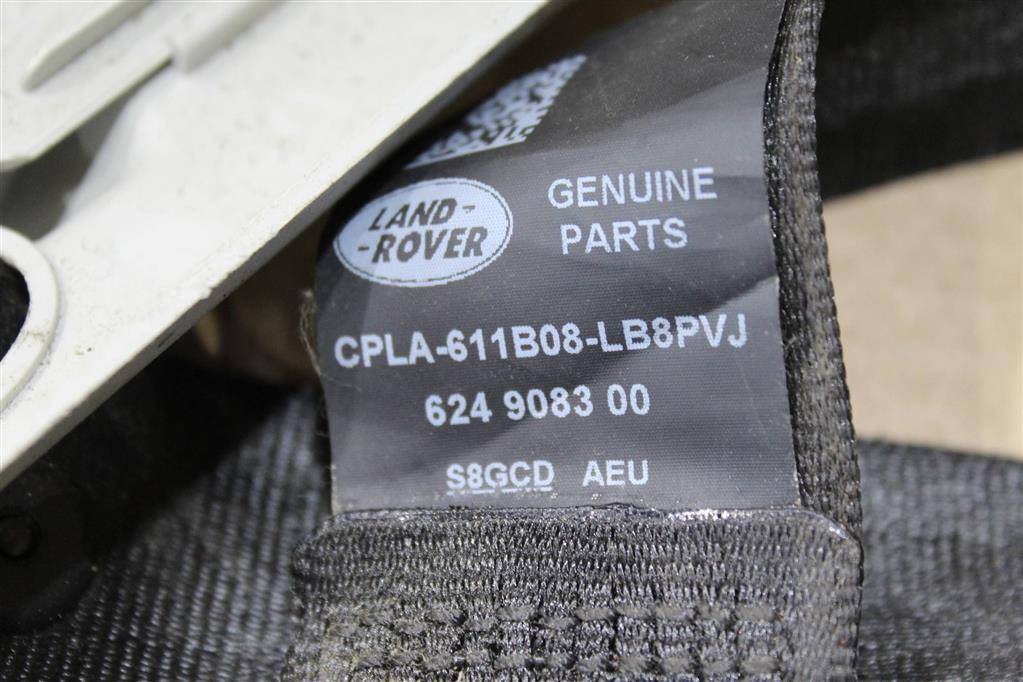 LAND-
-ROVER
GENUINE
PARTS
CPLA-611B08-LB8PVJ
624 9083 00
S8GCD AEU